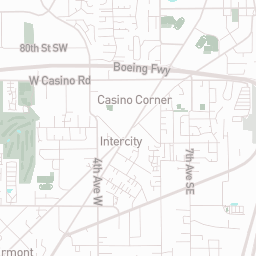 80th St SW
Boeing Fwy
W Casino Rd
Casino Corner
Intercity
4th Ave W
7th Ave SE
rmont